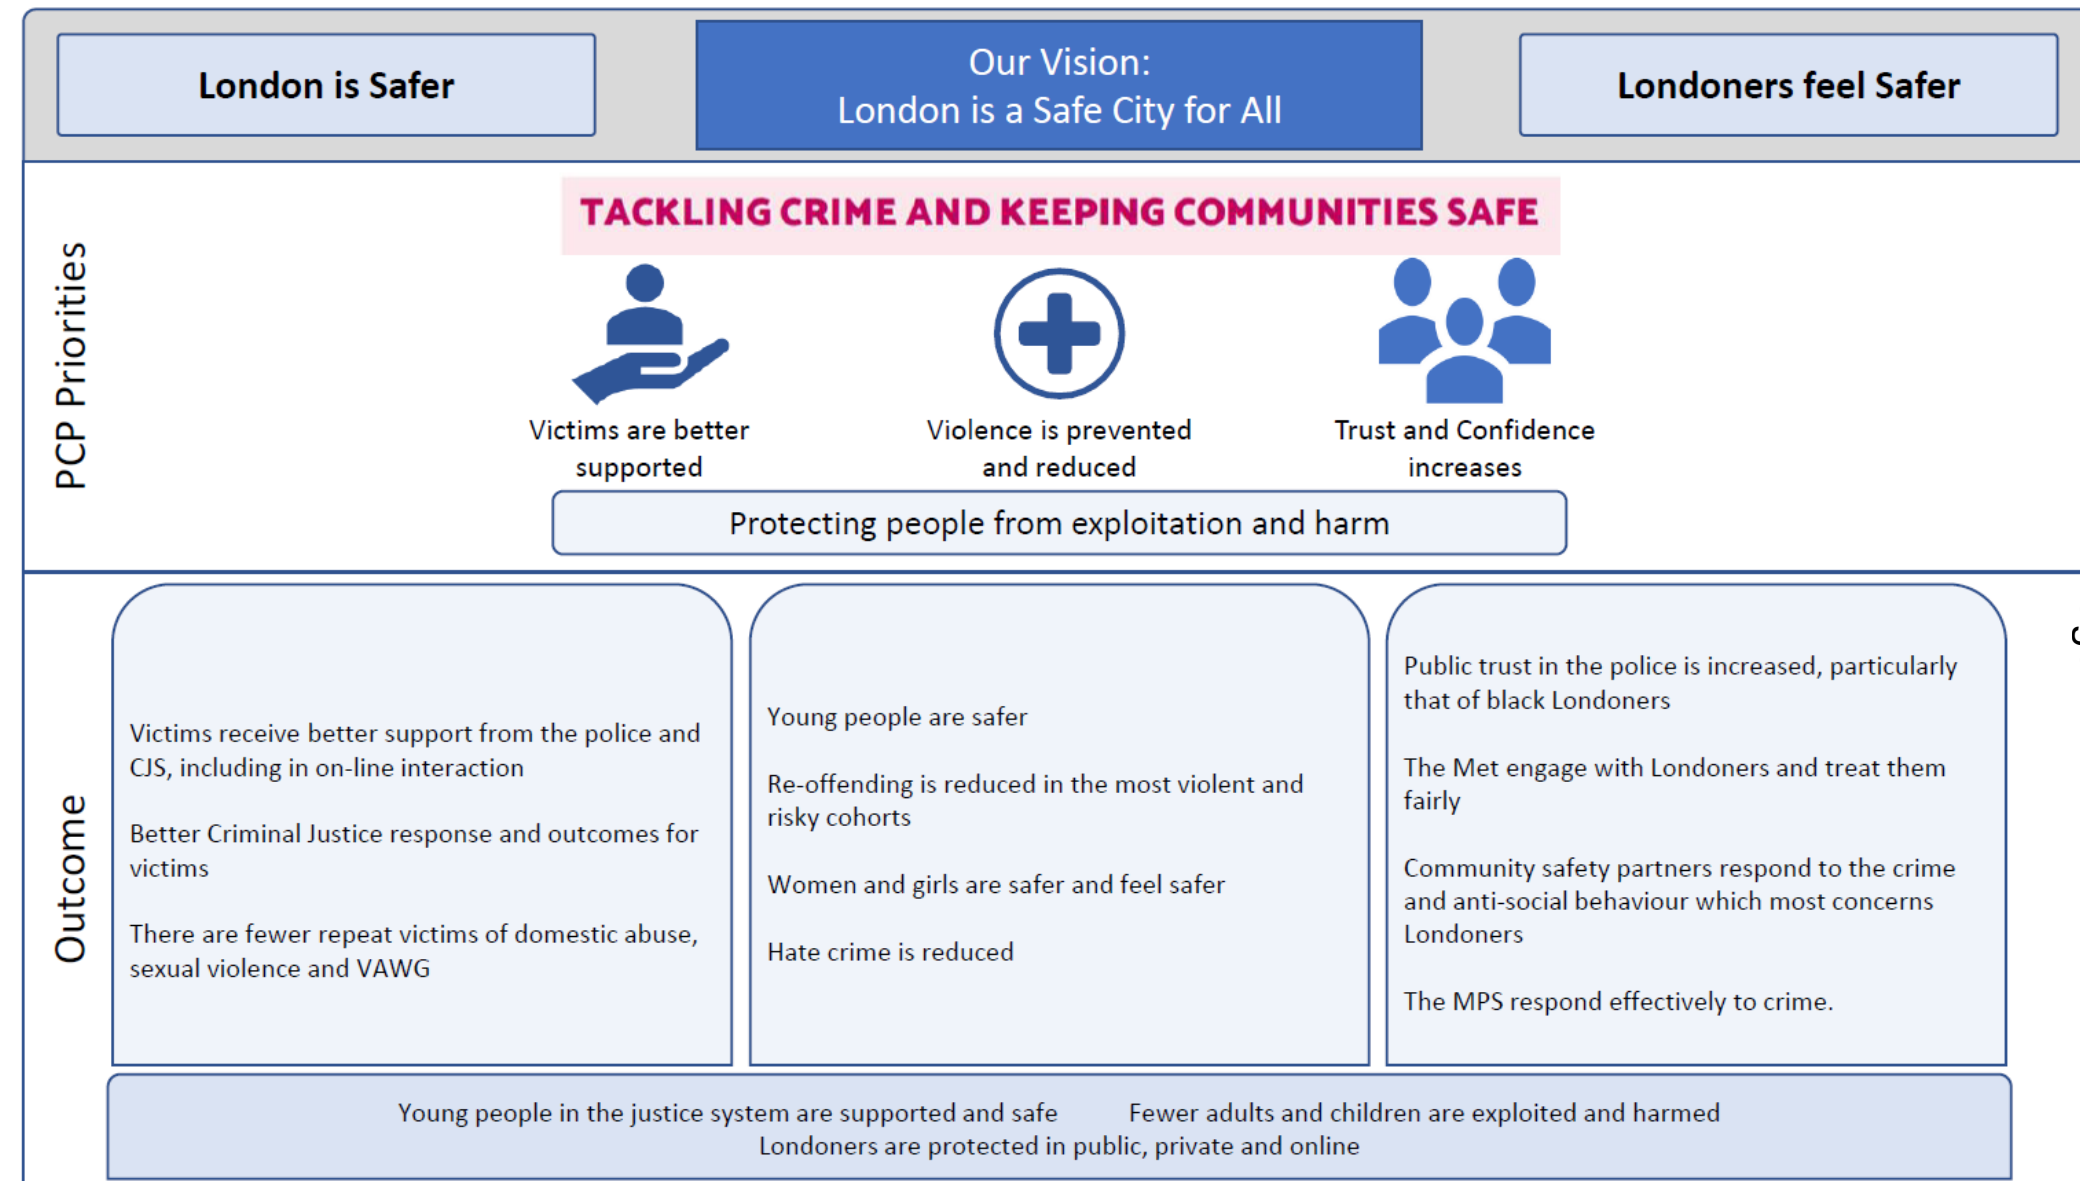 London is Safer
Our Vision:
London is a Safe City for All
Londoners feel Safer
PCP Priorities
TACKLING CRIME AND KEEPING COMMUNITIES SAFE
Victims are better
supported
Violence is prevented
and reduced
Trust and Confidence
increases
Protecting people from exploitation and harm
Outcome
Victims receive better support from the police and
CJS, including in on-line interaction
Better Criminal Justice response and outcomes for
victims
There are fewer repeat victims of domestic abuse,
sexual violence and VAWG
Young people are safer
Re-offending is reduced in the most violent and
risky cohorts
Women and girls are safer and feel safer
Hate crime is reduced
Public trust in the police is increased, particularly
that of black Londoners
The Met engage with Londoners and treat them
fairly
Community safety partners respond to the crime
and anti-social behaviour which most concerns
Londoners
The MPS respond effectively to crime.
Young people in the justice system are supported and safe Fewer adults and children are exploited and harmed
Londoners are protected in public, private and online